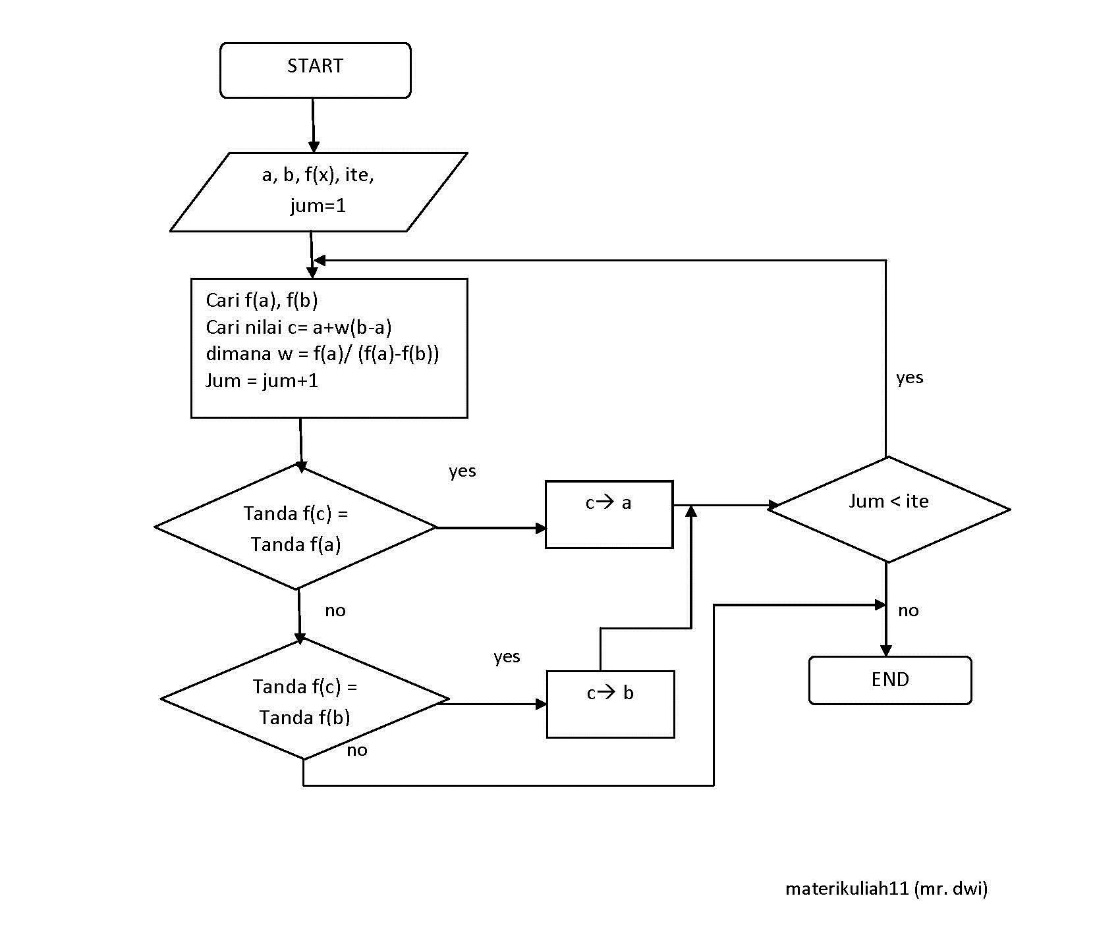 START
a, b, f(x), ite,
jum=1
Cari f(a), f(b)
Cari nilai c= a+w(b-a)
dimana w = f(a)/ (f(a)-f(b))
Jum = jum+1
yes
Tanda f(c) =
Tanda f(a)
c→ a
Jum < ite
yes
no
no
yes
Tanda f(c) =
Tanda f(b)
c→ b
END
no
materikuliah11 (mr. dwi)